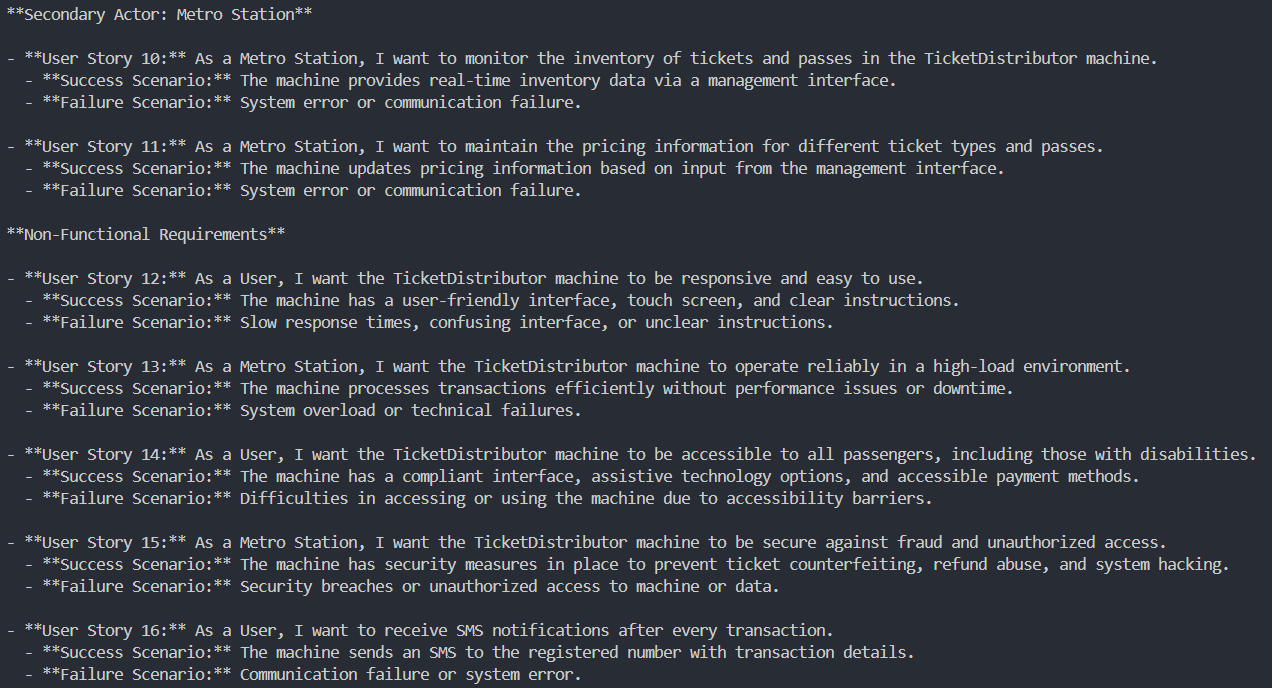 **Secondary Actor: Metro Station**

- **User Story 10:** As a Metro Station, I want to monitor the inventory of tickets and passes in the TicketDistributor machine.
  - **Success Scenario:** The machine provides real-time inventory data via a management interface.
  - **Failure Scenario:** System error or communication failure.

- **User Story 11:** As a Metro Station, I want to maintain the pricing information for different ticket types and passes.
  - **Success Scenario:** The machine updates pricing information based on input from the management interface.
  - **Failure Scenario:** System error or communication failure.

**Non-Functional Requirements**

- **User Story 12:** As a User, I want the TicketDistributor machine to be responsive and easy to use.
  - **Success Scenario:** The machine has a user-friendly interface, touch screen, and clear instructions.
  - **Failure Scenario:** Slow response times, confusing interface, or unclear instructions.

- **User Story 13:** As a Metro Station, I want the TicketDistributor machine to operate reliably in a high-load environment.
  - **Success Scenario:** The machine processes transactions efficiently without performance issues or downtime.
  - **Failure Scenario:** System overload or technical failures.

- **User Story 14:** As a User, I want the TicketDistributor machine to be accessible to all passengers, including those with disabilities.
  - **Success Scenario:** The machine has a compliant interface, assistive technology options, and accessible payment methods.
  - **Failure Scenario:** Difficulties in accessing or using the machine due to accessibility barriers.

- **User Story 15:** As a Metro Station, I want the TicketDistributor machine to be secure against fraud and unauthorized access.
  - **Success Scenario:** The machine has security measures in place to prevent ticket counterfeiting, refund abuse, and system hacking.
  - **Failure Scenario:** Security breaches or unauthorized access to machine or data.

- **User Story 16:** As a User, I want to receive SMS notifications after every transaction.
  - **Success Scenario:** The machine sends an SMS to the registered number with transaction details.
  - **Failure Scenario:** Communication failure or system error.